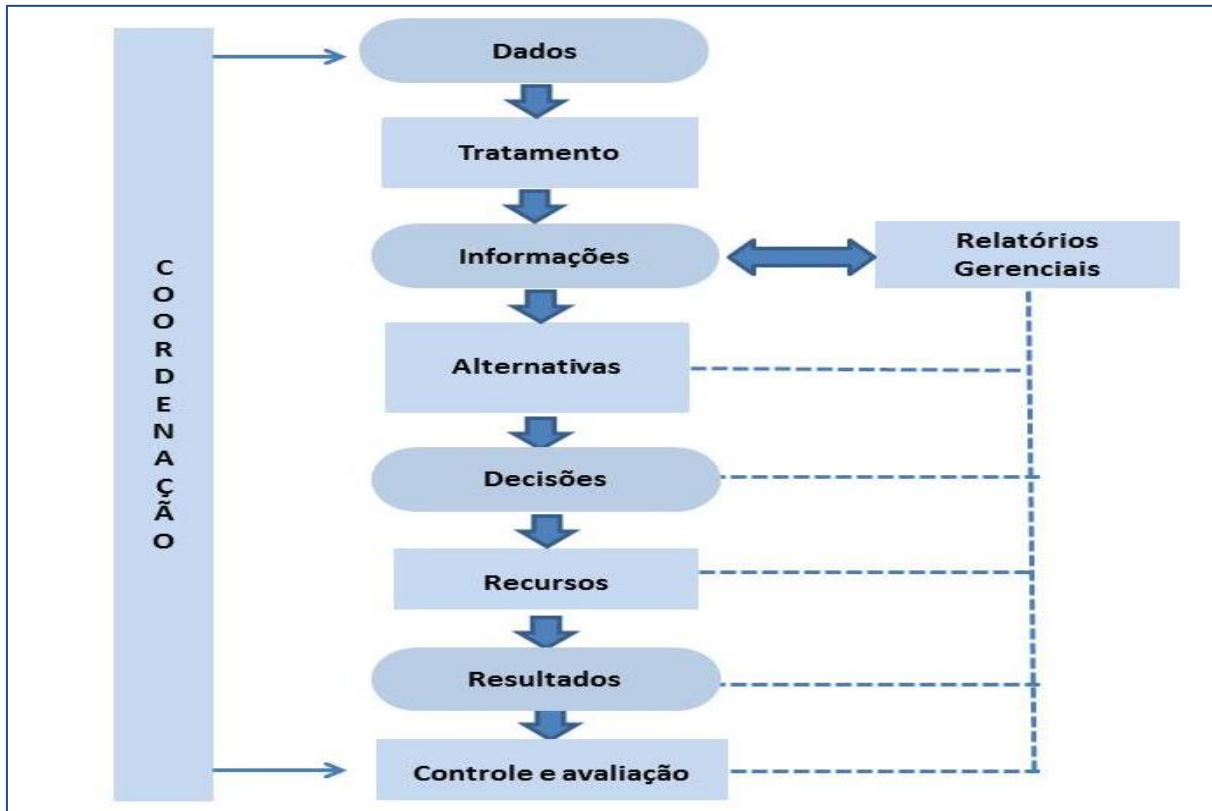 Dados
Tratamento
Informações
Relatórios
Gerenciais
Alternativas
Decisões
Recursos
Resultados
Controle e avaliação
C
O
O
R
D
E
N
A
Ç
Ã
O